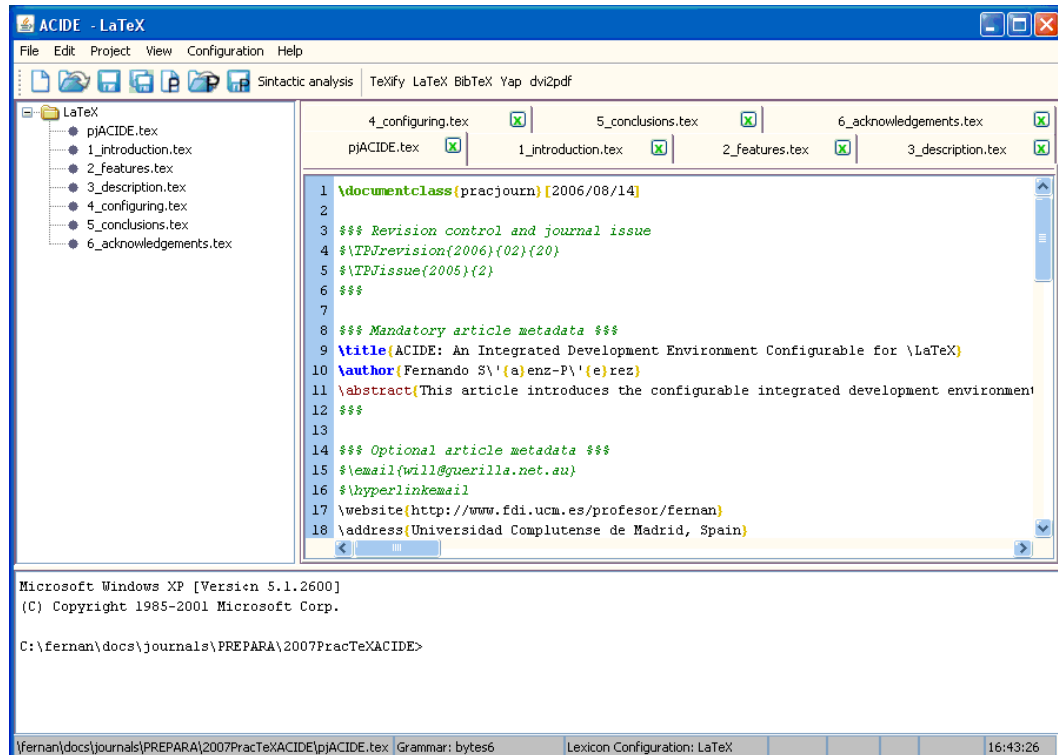 ACIDE - LaTeX
File Edit Project View Configuration Help
Sintactic analysis TeXify LaTeX BibTeX Yap dvi2pdf
LaTeX
pjACIDE.tex
1_introduction.tex
2_features.tex
3_description.tex
4_configuring.tex
5_conclusions.tex
6_acknowledgements.tex
4_configuring.tex 5_conclusions.tex 6_acknowledgements.tex
pjACIDE.tex 1_introduction.tex 2_features.tex 3_description.tex
1 \documentclass{pracjourn}[2006/08/14]
2
3 %%% Revision control and journal issue
4 %\TPJrevision{2006}{02}{20}
5 %\TPJissue{2005}{2}
6 %%%
7
8 %%% Mandatory article metadata %%%
9 \title{ACIDE: An Integrated Development Environment Configurable for \LaTeX}
10 \author{Fernando S\'{a}enz-P\'{e}rez}
11 \abstract{This article introduces the configurable integrated development environment
12 %%%
13
14 %%% Optional article metadata %%%
15 %\email{will@guerilla.net.au}
16 %\hyperlinkemail
17 \website{http://www.fdi.ucm.es/profesor/fernan}
18 \address{Universidad Complutense de Madrid, Spain}
Microsoft Windows XP [Versi¢n 5.1.2600]
(C) Copyright 1985-2001 Microsoft Corp.
C:\fernan\docs\journals\PREPARA\2007PracTeXACIDE>
\fernan\docs\journals\PREPARA\2007PracTeXACIDE\pjACIDE.tex Grammar: bytes6 Lexicon Configuration: LaTeX 16:43:26